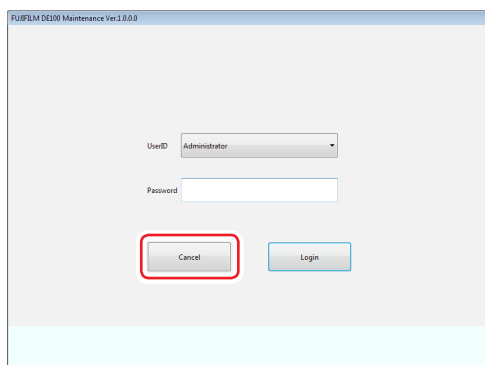 FUJIFILM DE100 Maintenance Ver.1.0.0.0
UserID Administrator
Password
Cancel Login